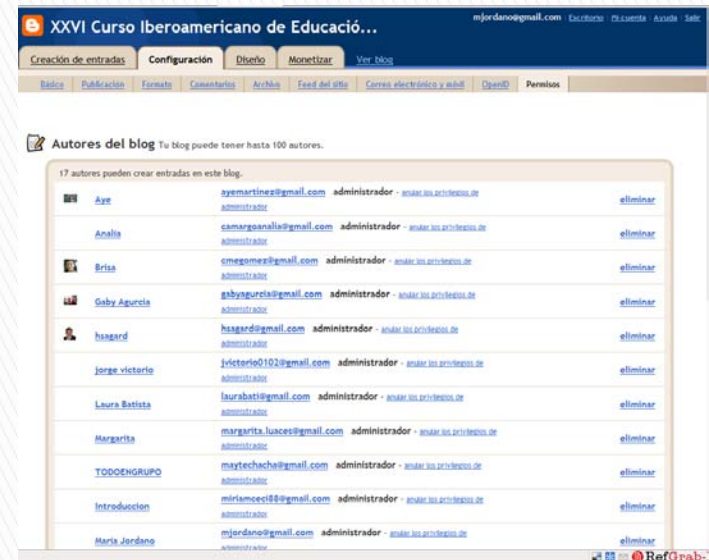 XXVI Curso Iberoamericano de Educació...
mjordano@gmail.com Escritorio Mi cuenta Ayuda Salir
Creación de entradas Configuración Diseño Monetizar Ver blog
Básico Publicación Formato Comentarios Archivo Feed del sitio Correo electrónico y móvil OpenID Permisos
Autores del blog Tu blog puede tener hasta 100 autores.
17 autores pueden crear entradas en este blog.
Aye ayemartinez@gmail.com administrador - anular los privilegios de administrador eliminar
Analia camargoanalia@gmail.com administrador - anular los privilegios de administrador eliminar
Brisa cmegomez@gmail.com administrador - anular los privilegios de administrador eliminar
Gaby Agurcia gabyagurcia@gmail.com administrador - anular los privilegios de administrador eliminar
hsagard hsagard@gmail.com administrador - anular los privilegios de administrador eliminar
jorge victorio jvictorio0102@gmail.com administrador - anular los privilegios de administrador eliminar
Laura Batista laurabati@gmail.com administrador - anular los privilegios de administrador eliminar
Margarita margarita.luaces@gmail.com administrador - anular los privilegios de administrador eliminar
TODOENGRUPO maytechacha@gmail.com administrador - anular los privilegios de administrador eliminar
Introduccion miriamceci88@gmail.com administrador - anular los privilegios de administrador eliminar
Maria Jordano mjordano@gmail.com administrador - anular los privilegios de administrador eliminar
RefGrab-